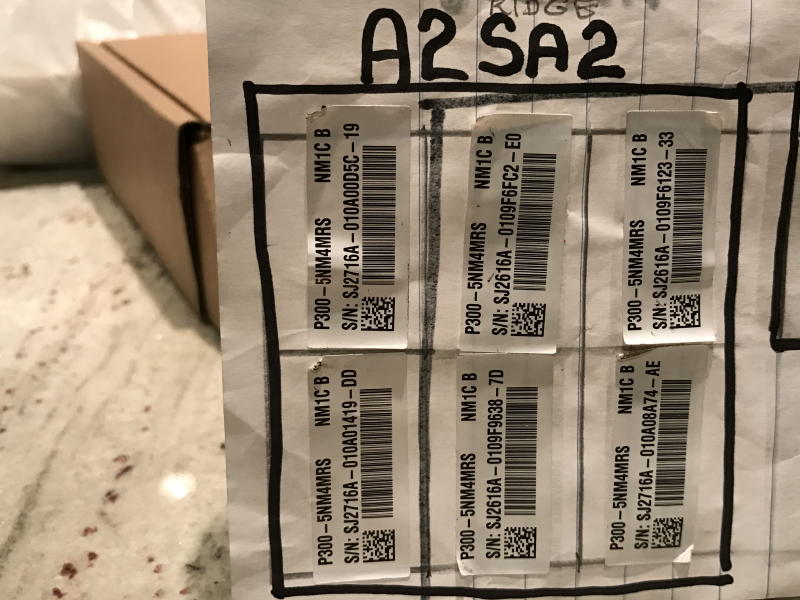 RIDGE
A2SA2
P300-5NM4MRS NM1C B
S/N: SJ2716A-010A00D5C-19
P300-5NM4MRS NM1C B
S/N: SJ2616A-0109F6FC2-E0
P300-5NM4MRS NM1C B
S/N: SJ2616A-0109F6123-33
P300-5NM4MRS NM1C B
S/N: SJ2716A-010A01419-DD
P300-5NM4MRS NM1C B
S/N: SJ2616A-0109F9638-7D
P300-5NM4MRS NM1C B
S/N: SJ2716A-010A08A74-AE